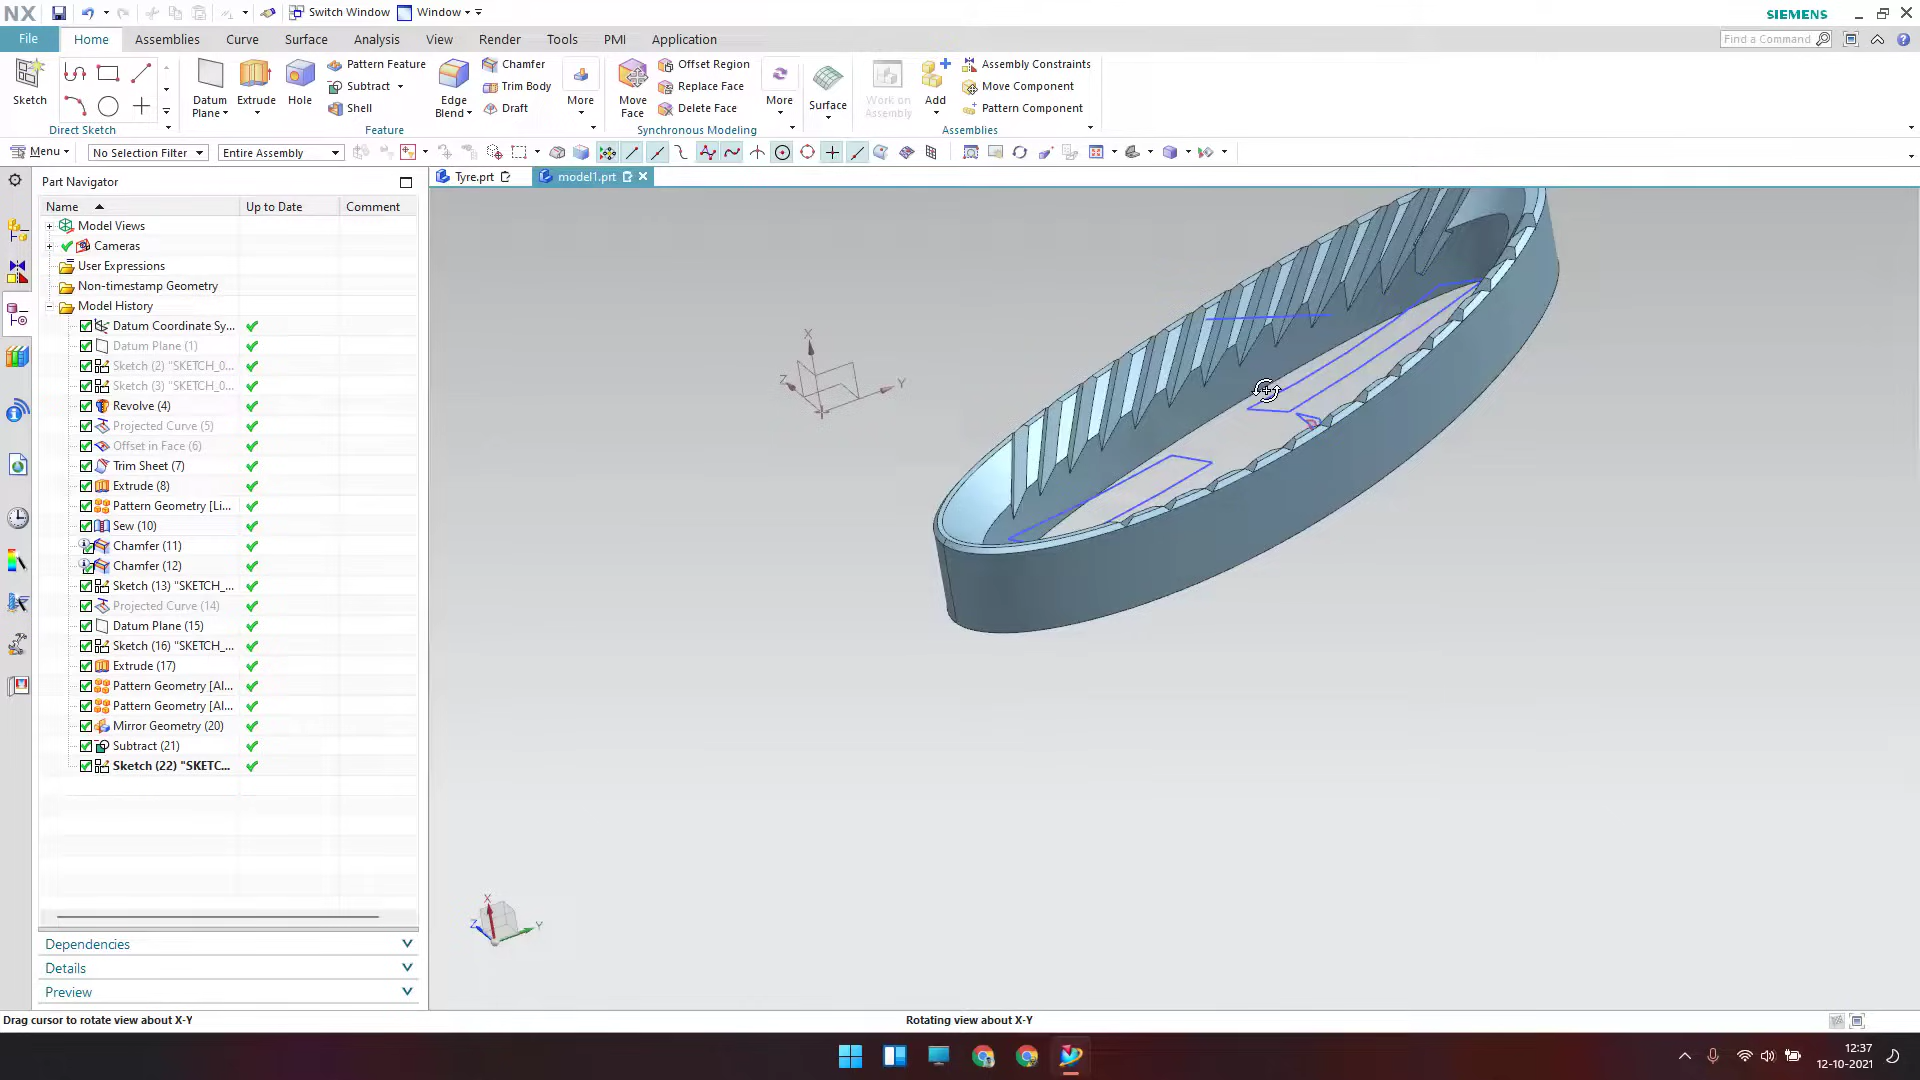 NX Switch Window Window SIEMENS
File Home Assemblies Curve Surface Analysis View Render Tools PMI Application Find a Command
Sketch
Direct Sketch
Datum Plane
Extrude
Hole
Pattern Feature
Subtract
Shell
Edge Blend
Chamfer
Trim Body
Draft
More
Feature
Move Face
Offset Region
Replace Face
Delete Face
More
Synchronous Modeling
Surface
Work on Assembly
Add
Assembly Constraints
Move Component
Pattern Component
Assemblies
Menu No Selection Filter Entire Assembly
Part Navigator
Tyre.prt model1.prt
Name Up to Date Comment
Model Views
Cameras
User Expressions
Non-timestamp Geometry
Model History
Datum Coordinate Sy...
Datum Plane (1)
Sketch (2) "SKETCH_0...
Sketch (3) "SKETCH_0...
Revolve (4)
Projected Curve (5)
Offset in Face (6)
Trim Sheet (7)
Extrude (8)
Pattern Geometry [Li...
Sew (10)
Chamfer (11)
Chamfer (12)
Sketch (13) "SKETCH_...
Projected Curve (14)
Datum Plane (15)
Sketch (16) "SKETCH_...
Extrude (17)
Pattern Geometry [Al...
Pattern Geometry [Al...
Mirror Geometry (20)
Subtract (21)
Sketch (22) "SKETC...
Dependencies
Details
Preview
X
Z Y
X
Z Y
Drag cursor to rotate view about X-Y Rotating view about X-Y
12:37
12-10-2021